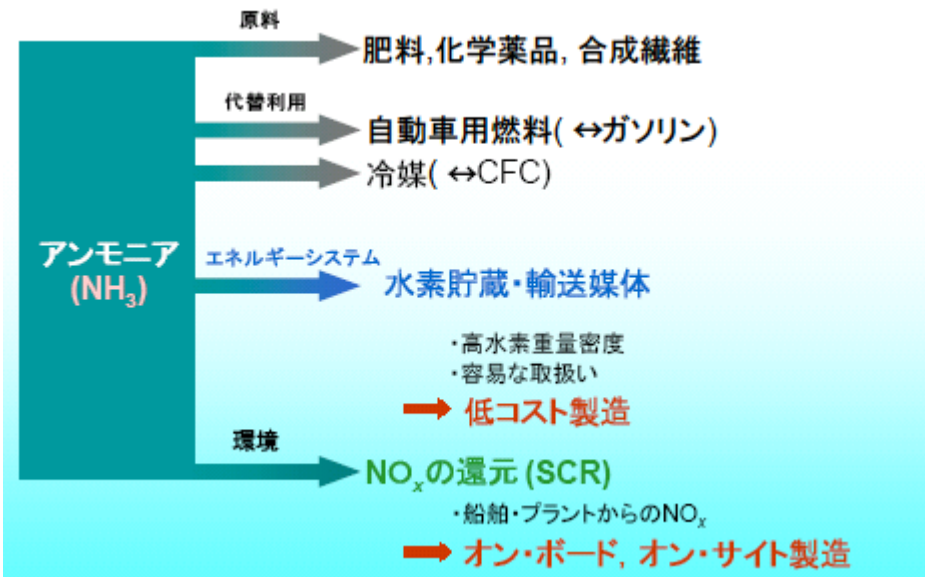 原料
肥料,化学薬品, 合成繊維
代替利用
自動車用燃料( ↔ガソリン)
冷媒( ↔CFC)
アンモニア
(NH₃)
エネルギーシステム
水素貯蔵・輸送媒体
・高水素重量密度
・容易な取扱い
低コスト製造
環境
NOₓの還元 (SCR)
・船舶・プラントからのNOₓ
オン・ボード, オン・サイト製造